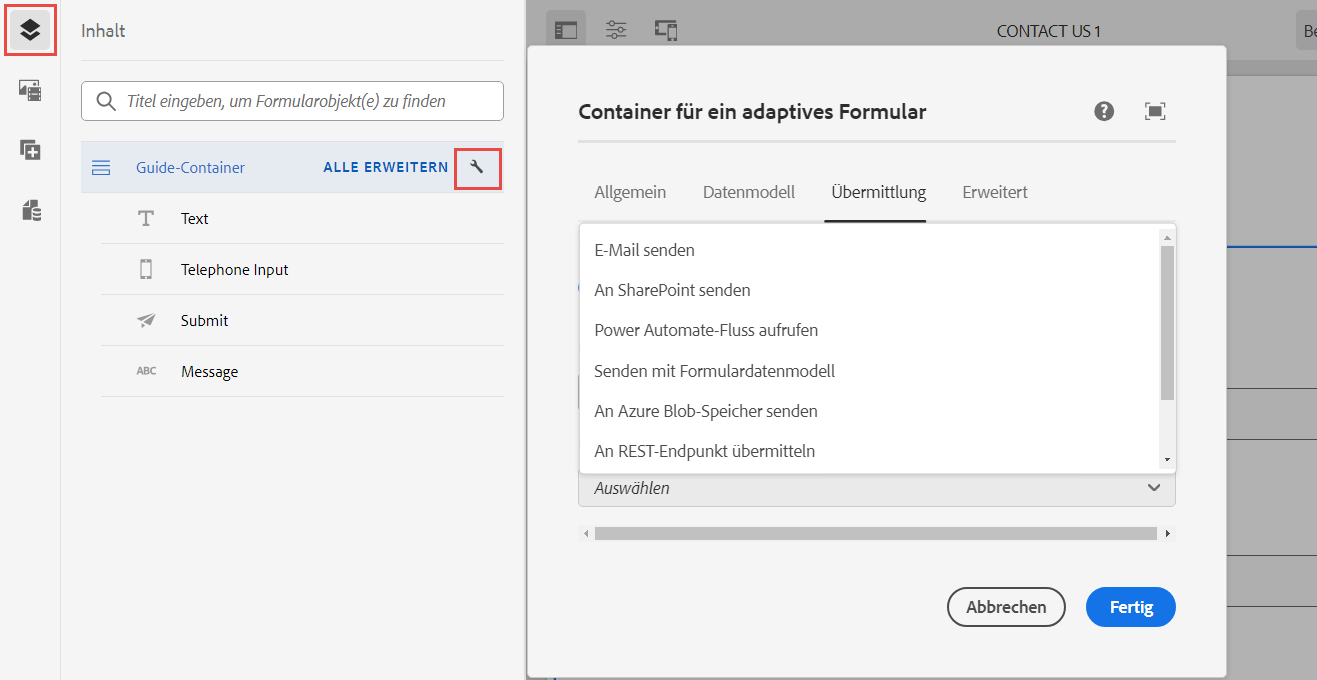 Inhalt
Titel eingeben, um Formularobjekt(e) zu finden
Guide-Container ALLE ERWEITERN
Text
Telephone Input
Submit
ABC Message
CONTACT US 1
Be
Container für ein adaptives Formular
Allgemein Datenmodell Übermittlung Erweitert
E-Mail senden
An SharePoint senden
Power Automate-Fluss aufrufen
Senden mit Formulardatenmodell
An Azure Blob-Speicher senden
An REST-Endpunkt übermitteln
Auswählen
Abbrechen Fertig